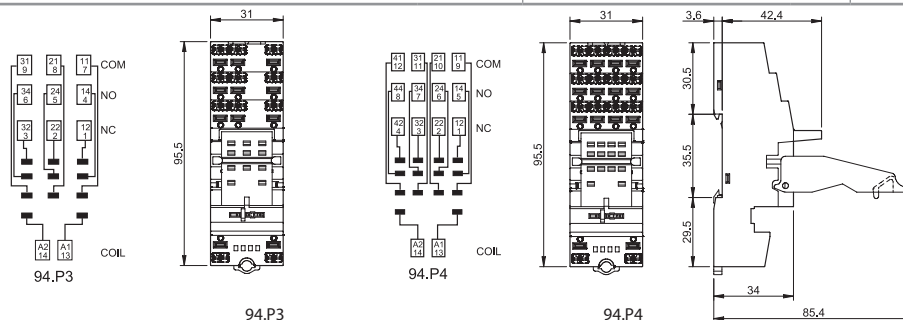 31
31
3.6
42.4
31 9
21 8
11 7
COM
34 6
24 5
14 4
NO
32 3
22 2
12 1
NC
A2 14
A1 13
COIL
94.P3
95.5
94.P3
41 12
31 11
21 10
11 9
COM
44 8
34 7
24 6
14 5
NO
42 4
32 3
22 2
12 1
NC
A2 14
A1 13
COIL
94.P4
95.5
94.P4
30.5
35.5
29.5
34
85.4